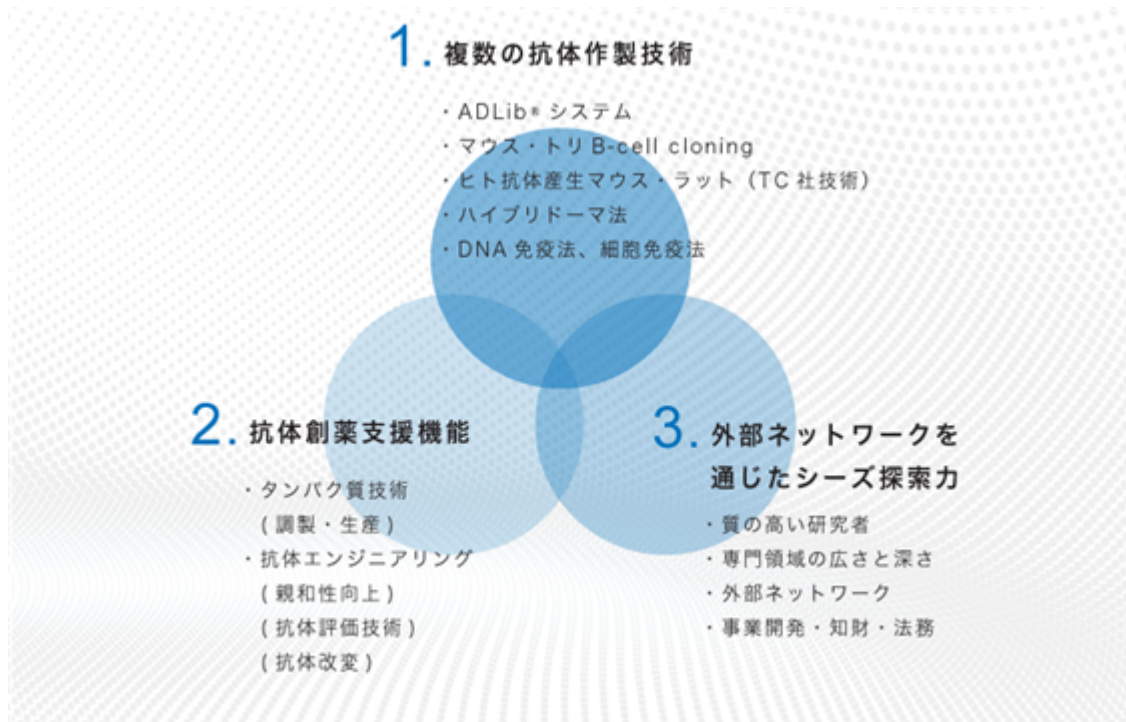 1. 複数の抗体作製技術
・ADLib® システム
・マウス・トリ B-cell cloning
・ヒト抗体産生マウス・ラット（TC 社技術）
・ハイブリドーマ法
・DNA 免疫法、細胞免疫法
2. 抗体創薬支援機能
・タンパク質技術
( 調製・生産 )
・抗体エンジニアリング
( 親和性向上 )
( 抗体評価技術 )
( 抗体改変 )
3. 外部ネットワークを
通じたシーズ探索力
・質の高い研究者
・専門領域の広さと深さ
・外部ネットワーク
・事業開発・知財・法務